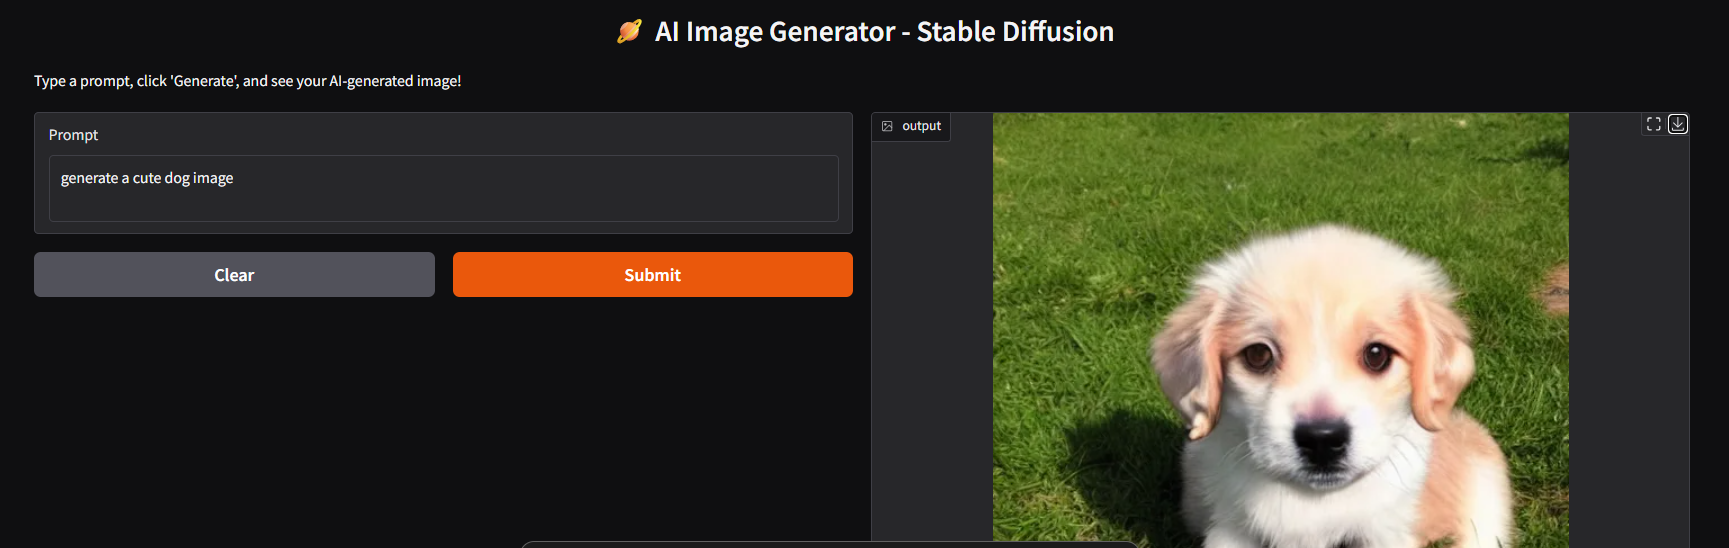 🪐 AI Image Generator - Stable Diffusion
Type a prompt, click 'Generate', and see your AI-generated image!
Prompt
generate a cute dog image
Clear
Submit
output